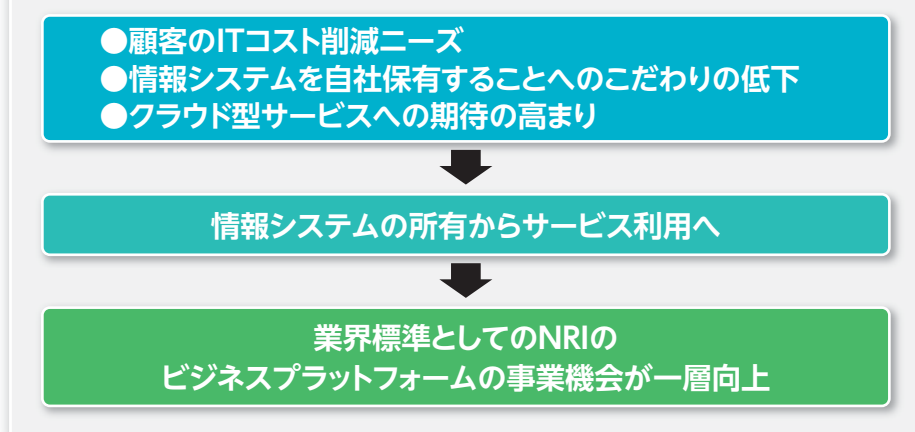 ●顧客のITコスト削減ニーズ
●情報システムを自社保有することへのこだわりの低下
●クラウド型サービスへの期待の高まり
情報システムの所有からサービス利用へ
業界標準としてのNRIの
ビジネスプラットフォームの事業機会が一層向上